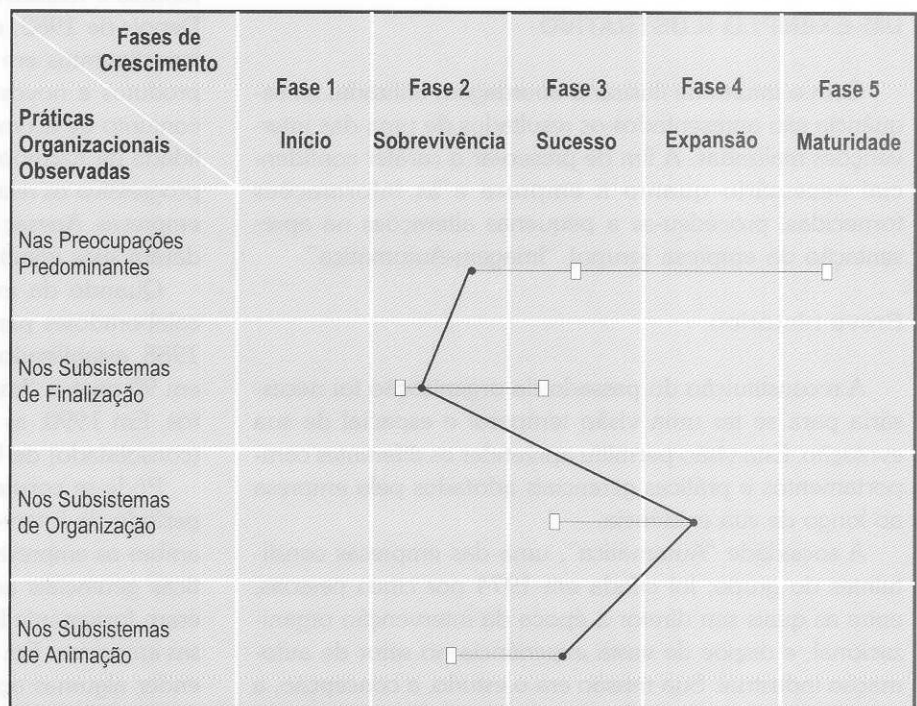 Fases de
Crescimento
Práticas
Organizacionais
Observadas
Fase 1
Início
Fase 2
Sobrevivência
Fase 3
Sucesso
Fase 4
Expansão
Fase 5
Maturidade
Nas Preocupações
Predominantes
Nos Subsistemas
de Finalização
Nos Subsistemas
de Organização
Nos Subsistemas
de Animação